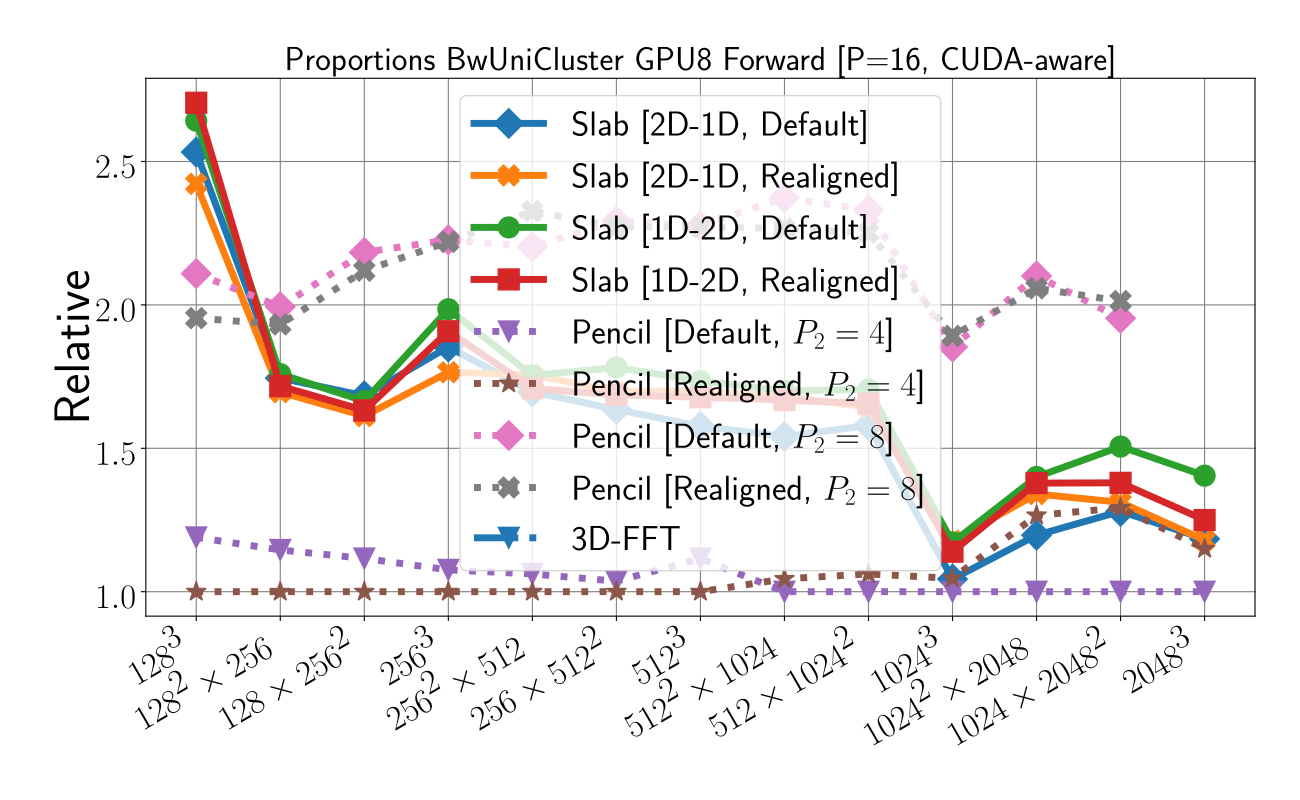 Proportions BwUniCluster GPU8 Forward [P=16, CUDA-aware]
Relative
2.5
2.0
1.5
1.0
Slab [2D-1D, Default]
Slab [2D-1D, Realigned]
Slab [1D-2D, Default]
Slab [1D-2D, Realigned]
Pencil [Default, P₂ = 4]
Pencil [Realigned, P₂ = 4]
Pencil [Default, P₂ = 8]
Pencil [Realigned, P₂ = 8]
3D-FFT
128³
128² × 256
128 × 256²
256³
256² × 512
256 × 512²
512³
512² × 1024
512 × 1024²
1024³
1024² × 2048
1024 × 2048²
2048³